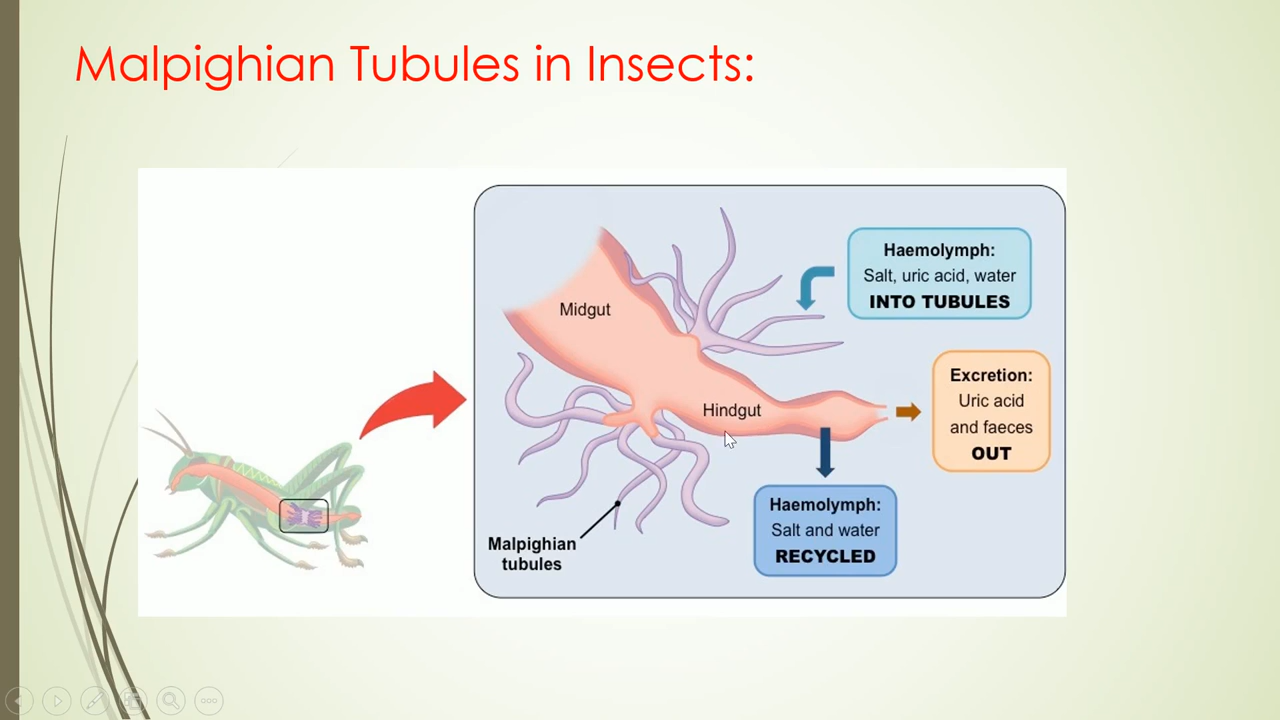 Malpighian Tubules in Insects:
Midgut
Haemolymph:
Salt, uric acid, water
INTO TUBULES
Hindgut
Excretion:
Uric acid
and faeces
OUT
Haemolymph:
Salt and water
RECYCLED
Malpighian
tubules